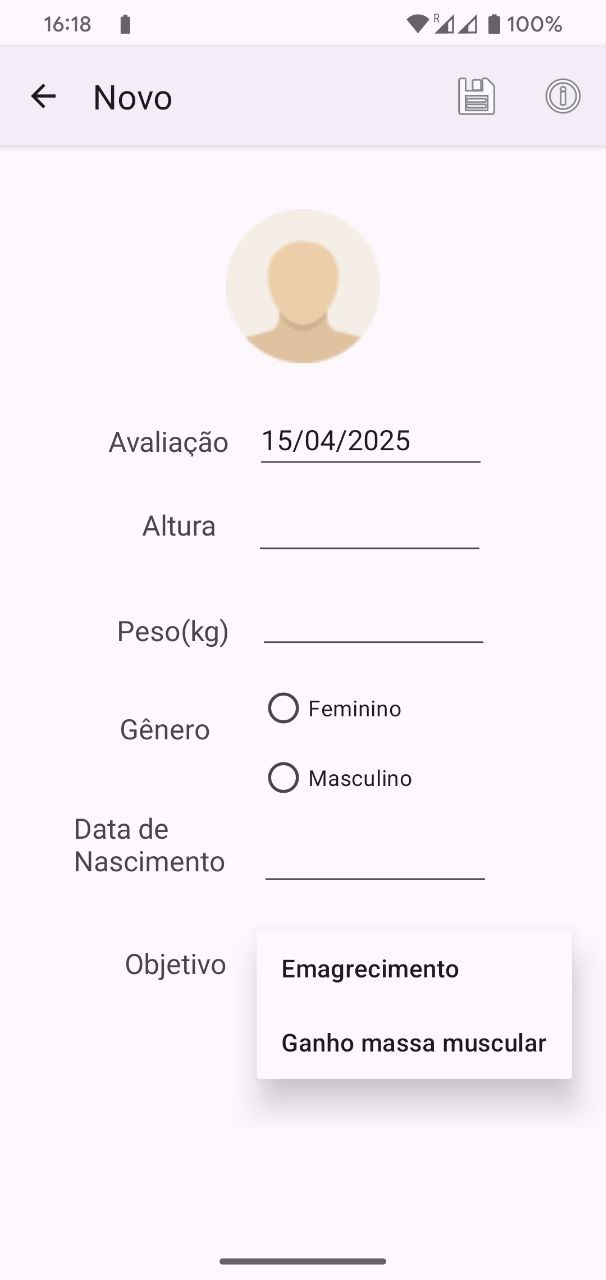 16:18
R
100%
Novo
Avaliação 15/04/2025
Altura
Peso(kg)
Gênero
Feminino
Masculino
Data de
Nascimento
Objetivo
Emagrecimento
Ganho massa muscular